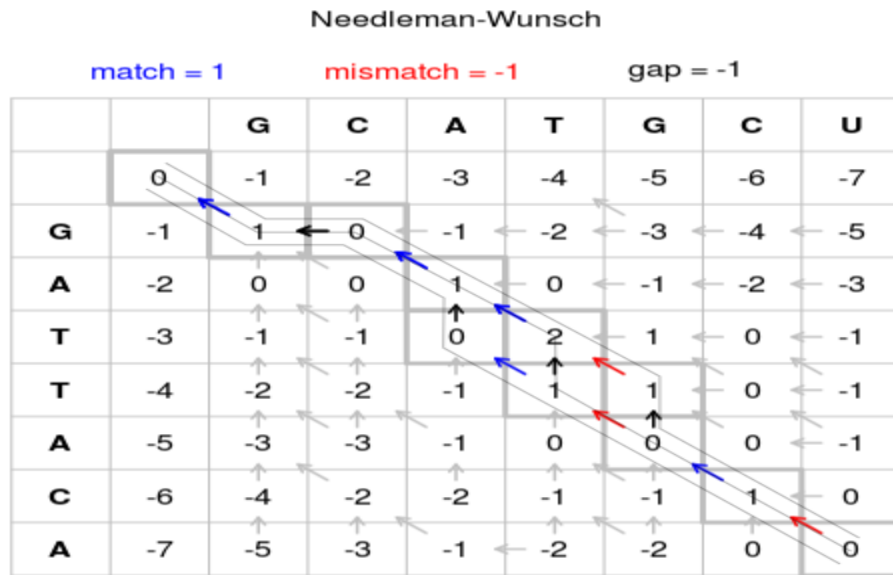 Needleman-Wunsch
match = 1 mismatch = -1 gap = -1
G C A T G C U
0 -1 -2 -3 -4 -5 -6 -7
G -1 1 0 -1 -2 -3 -4 -5
A -2 0 0 1 0 -1 -2 -3
T -3 -1 -1 0 2 1 0 -1
T -4 -2 -2 -1 1 1 0 -1
A -5 -3 -3 -1 0 0 0 -1
C -6 -4 -2 -2 -1 -1 1 0
A -7 -5 -3 -1 -2 -2 0 0